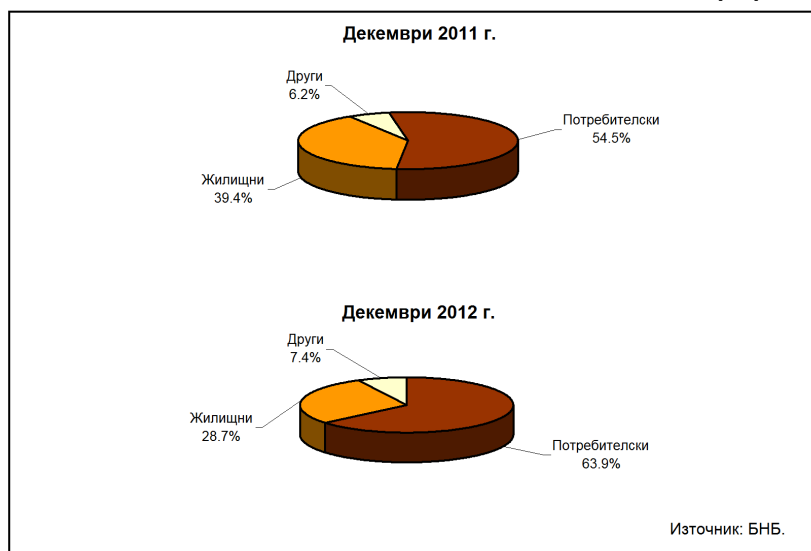 Декември 2011 г.
Други
6.2%
Потребителски
54.5%
Жилищни
39.4%
Декември 2012 г.
Други
7.4%
Жилищни
28.7%
Потребителски
63.9%
Източник: БНБ.